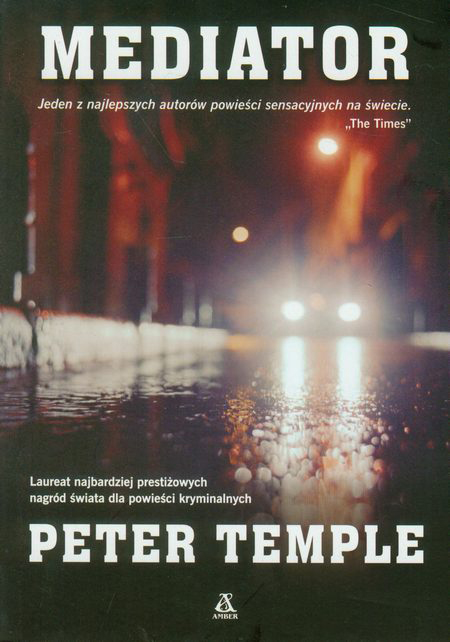 MEDIATOR
Jeden z najlepszych autorów powieści sensacyjnych na świecie.
„The Times”
Laureat najbardziej prestiżowych
nagród świata dla powieści kryminalnych
PETER TEMPLE
AMBER